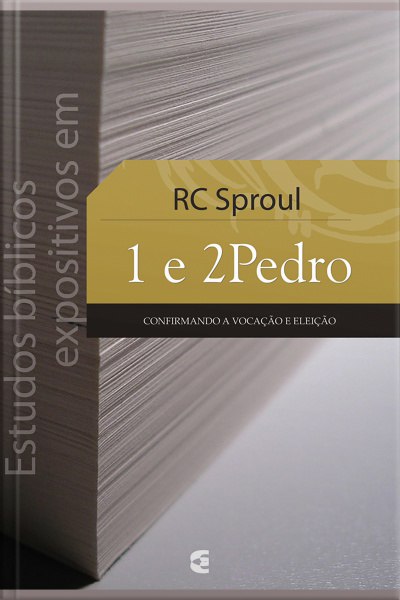 Estudos bíblicos
expositivos em
RC Sproul
1 e 2Pedro
CONFIRMANDO A VOCAÇÃO E ELEIÇÃO